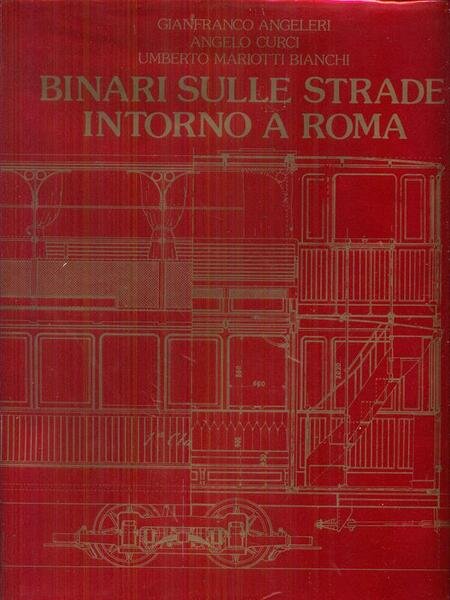 GIANFRANCO ANGELERI
ANGELO CURCI
UMBERTO MARIOTTI BIANCHI
BINARI SULLE STRADE
INTORNO A ROMA